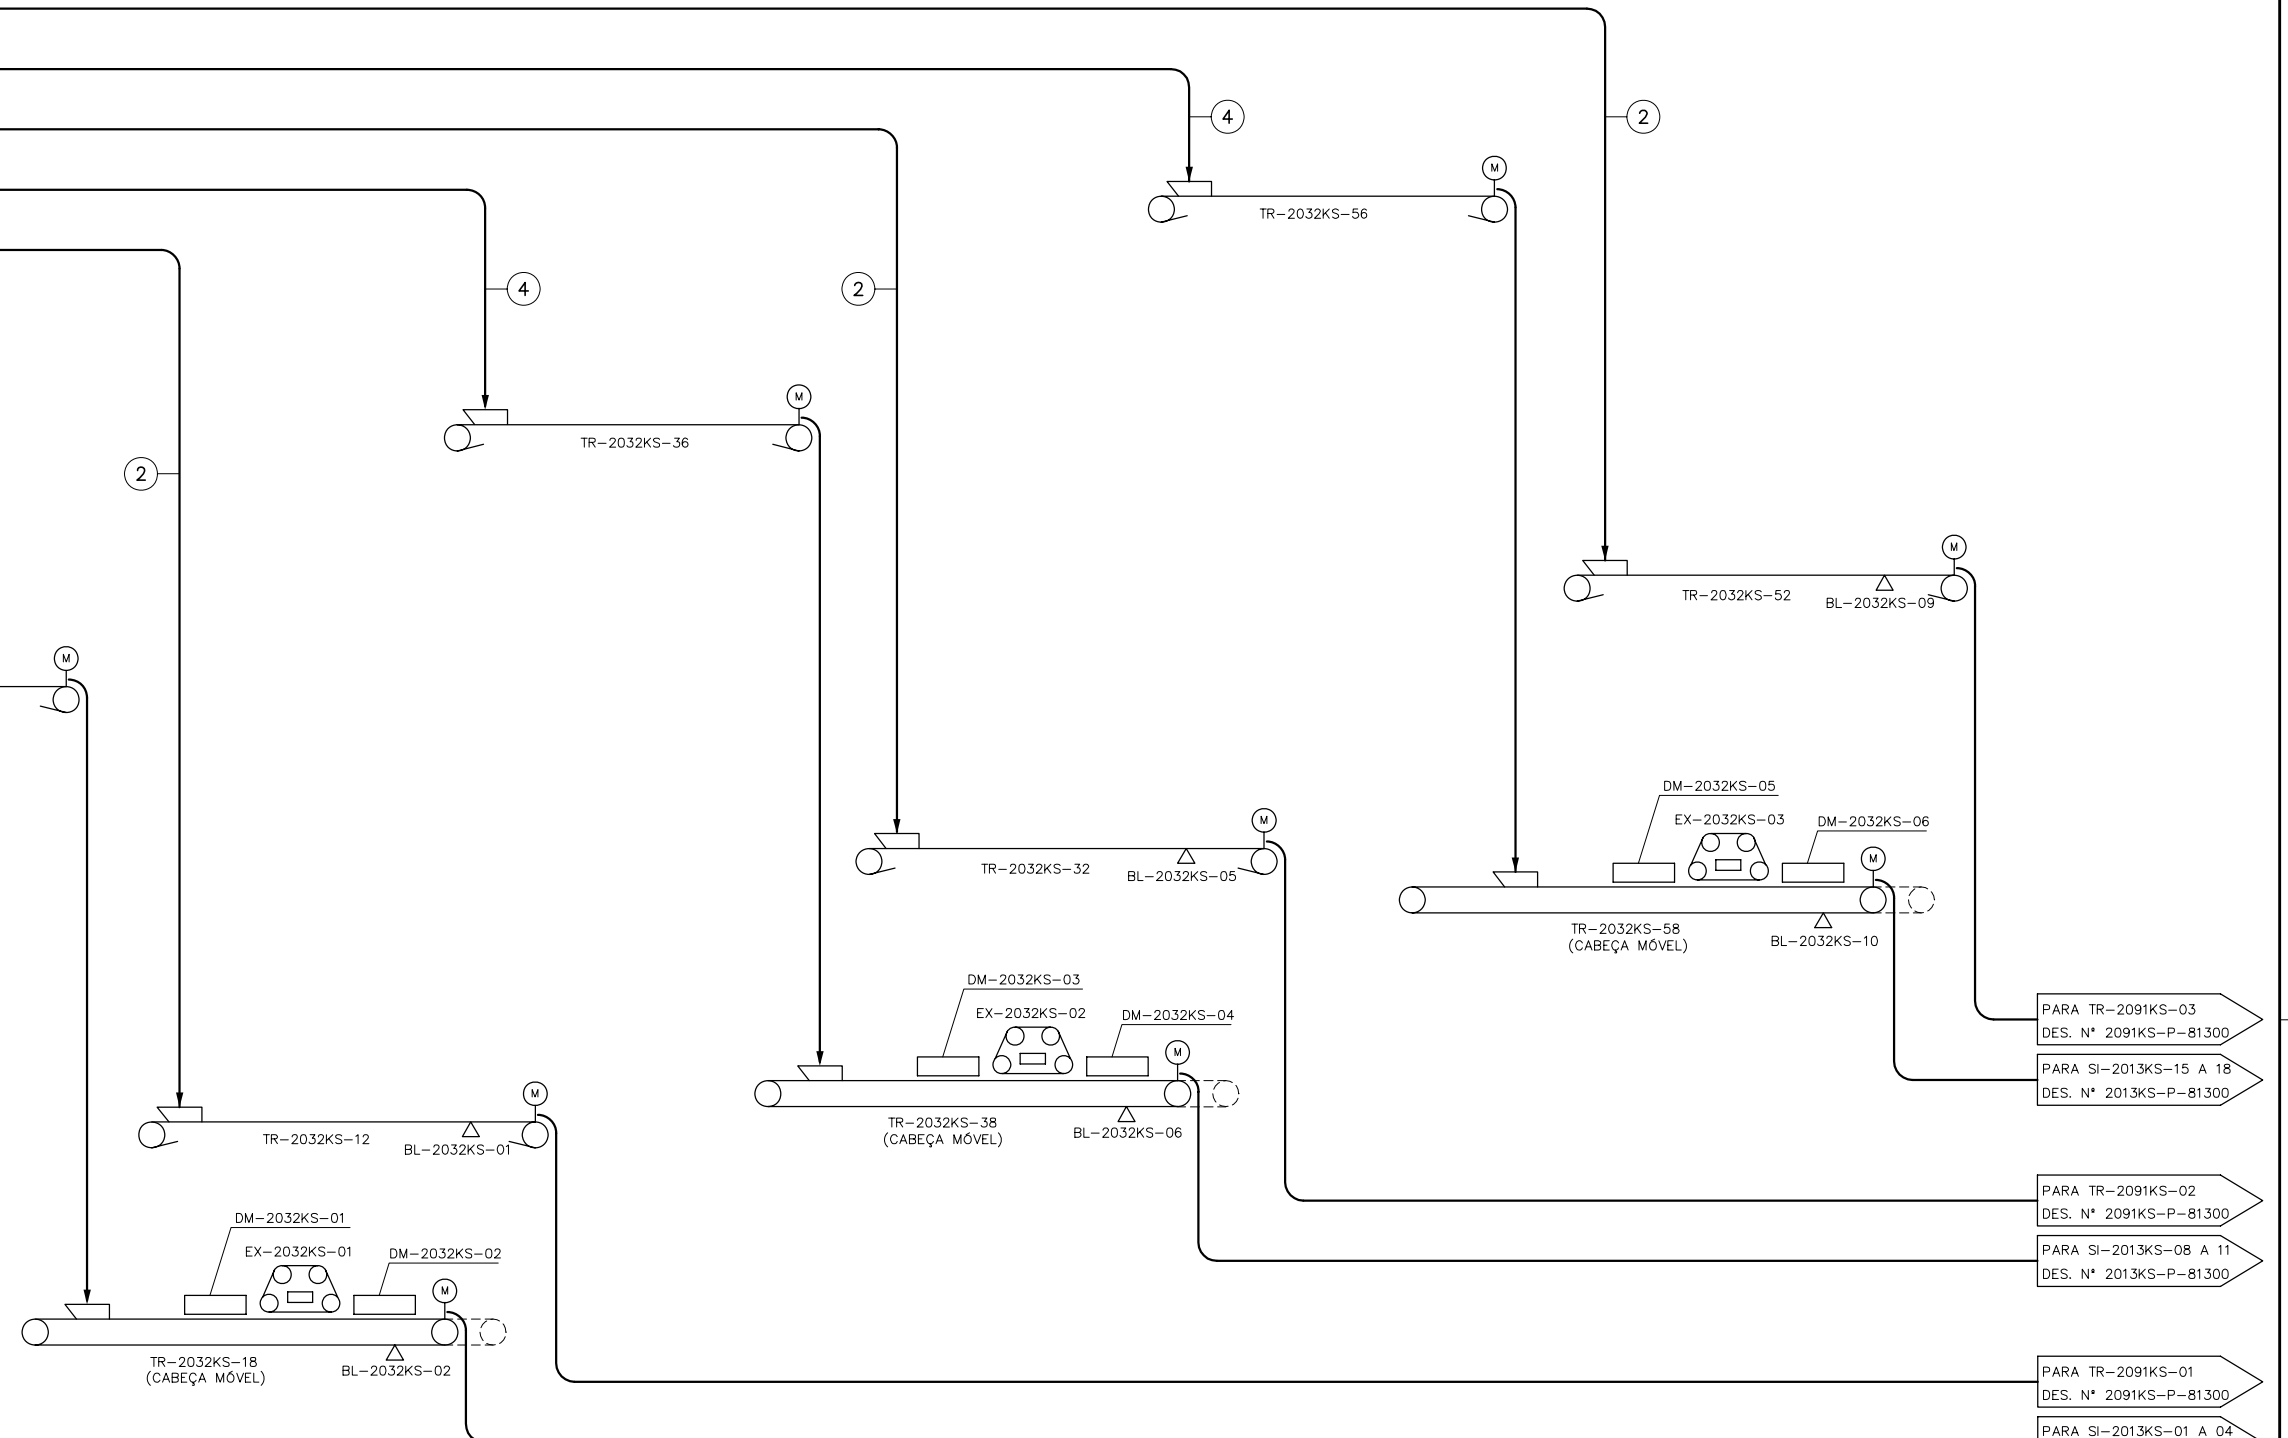 4
2
M
TR-2032KS-56
4
2
M
TR-2032KS-36
2
M
TR-2032KS-52
BL-2032KS-09
M
DM-2032KS-05
EX-2032KS-03
DM-2032KS-06
M
M
TR-2032KS-32
BL-2032KS-05
TR-2032KS-58
(CABEÇA MÓVEL)
BL-2032KS-10
DM-2032KS-03
EX-2032KS-02
DM-2032KS-04
M
PARA TR-2091KS-03
DES. Nº 2091KS-P-81300
PARA SI-2013KS-15 A 18
DES. Nº 2013KS-P-81300
M
TR-2032KS-12
BL-2032KS-01
TR-2032KS-38
(CABEÇA MÓVEL)
BL-2032KS-06
PARA TR-2091KS-02
DES. Nº 2091KS-P-81300
DM-2032KS-01
EX-2032KS-01
DM-2032KS-02
M
PARA SI-2013KS-08 A 11
DES. Nº 2013KS-P-81300
TR-2032KS-18
(CABEÇA MÓVEL)
BL-2032KS-02
PARA TR-2091KS-01
DES. Nº 2091KS-P-81300
PARA SI-2013KS-01 A 04